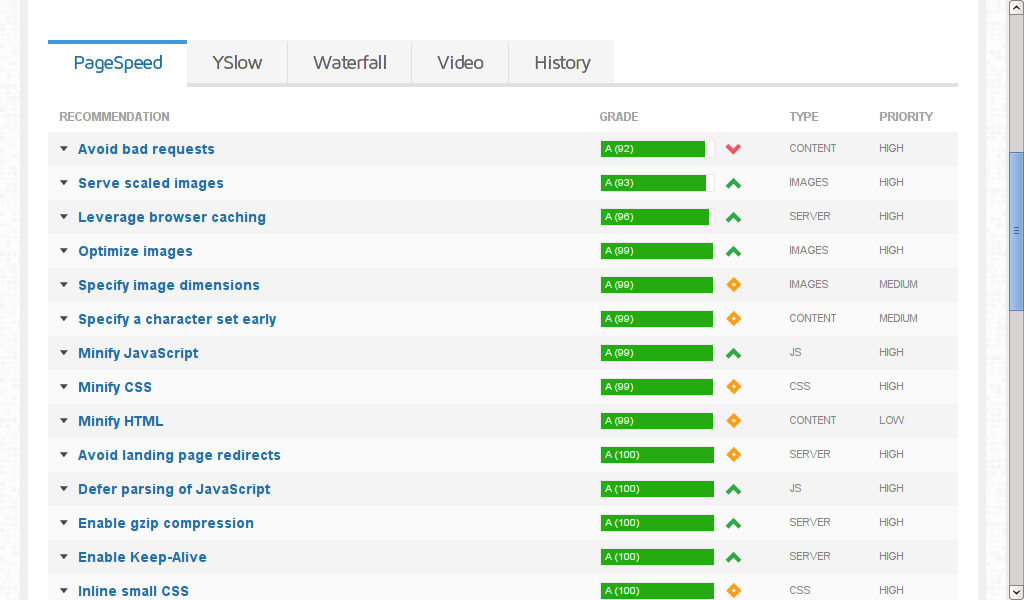 PageSpeed YSlow Waterfall Video History
RECOMMENDATION GRADE TYPE PRIORITY
Avoid bad requests A (92) CONTENT HIGH
Serve scaled images A (93) IMAGES HIGH
Leverage browser caching A (96) SERVER HIGH
Optimize images A (99) IMAGES HIGH
Specify image dimensions A (99) IMAGES MEDIUM
Specify a character set early A (99) CONTENT MEDIUM
Minify JavaScript A (99) JS HIGH
Minify CSS A (99) CSS HIGH
Minify HTML A (99) CONTENT LOW
Avoid landing page redirects A (100) SERVER HIGH
Defer parsing of JavaScript A (100) JS HIGH
Enable gzip compression A (100) SERVER HIGH
Enable Keep-Alive A (100) SERVER HIGH
Inline small CSS A (100) CSS HIGH